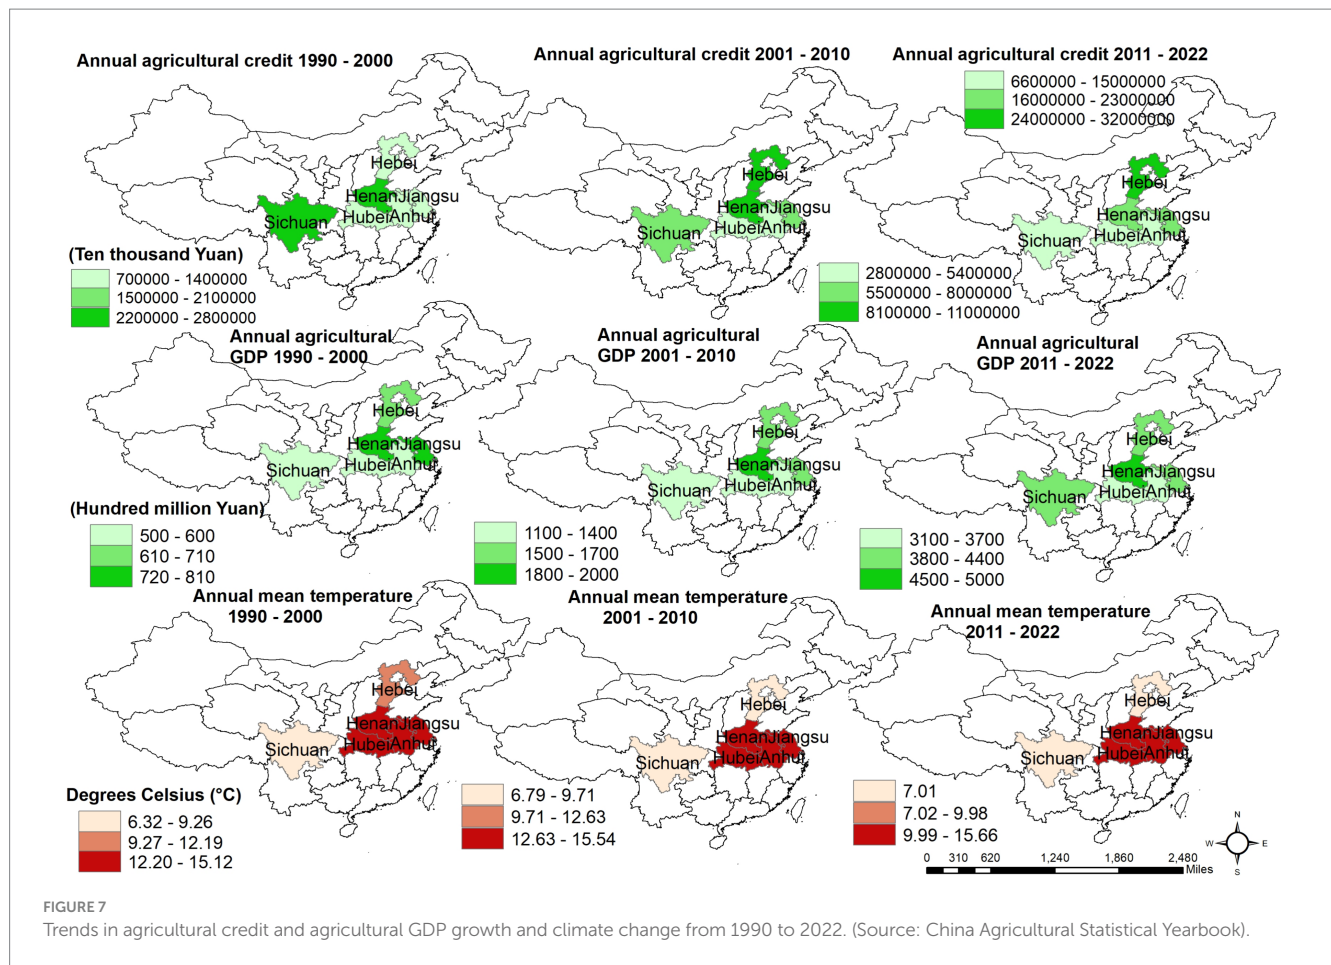 Annual agricultural credit 1990 - 2000
Hebei
HenanJiangsu
Sichuan
HubeiAnhui
(Ten thousand Yuan)
700000 - 1400000
1500000 - 2100000
2200000 - 2800000
Annual agricultural credit 2001 - 2010
Hebei
HenanJiangsu
Sichuan
HubeiAnhui
2800000 - 5400000
5500000 - 8000000
8100000 - 11000000
Annual agricultural credit 2011 - 2022
6600000 - 15000000
16000000 - 23000000
24000000 - 32000000
Hebei
HenanJiangsu
Sichuan
HubeiAnhui
Annual agricultural
GDP 1990 - 2000
Hebei
HenanJiangsu
Sichuan
HubeiAnhui
(Hundred million Yuan)
500 - 600
610 - 710
720 - 810
Annual agricultural
GDP 2001 - 2010
Hebei
HenanJiangsu
Sichuan
HubeiAnhui
1100 - 1400
1500 - 1700
1800 - 2000
Annual agricultural
GDP 2011 - 2022
Hebei
HenanJiangsu
Sichuan
HubeiAnhui
3100 - 3700
3800 - 4400
4500 - 5000
Annual mean temperature
1990 - 2000
Hebei
HenanJiangsu
Sichuan
HubeiAnhui
Degrees Celsius (°C)
6.32 - 9.26
9.27 - 12.19
12.20 - 15.12
Annual mean temperature
2001 - 2010
Hebei
HenanJiangsu
Sichuan
HubeiAnhui
6.79 - 9.71
9.71 - 12.63
12.63 - 15.54
Annual mean temperature
2011 - 2022
Hebei
HenanJiangsu
Sichuan
HubeiAnhui
7.01
7.02 - 9.98
9.99 - 15.66
N
W E
S
0 310 620 1,240 1,860 2,480
Miles
FIGURE 7
Trends in agricultural credit and agricultural GDP growth and climate change from 1990 to 2022. (Source: China Agricultural Statistical Yearbook).